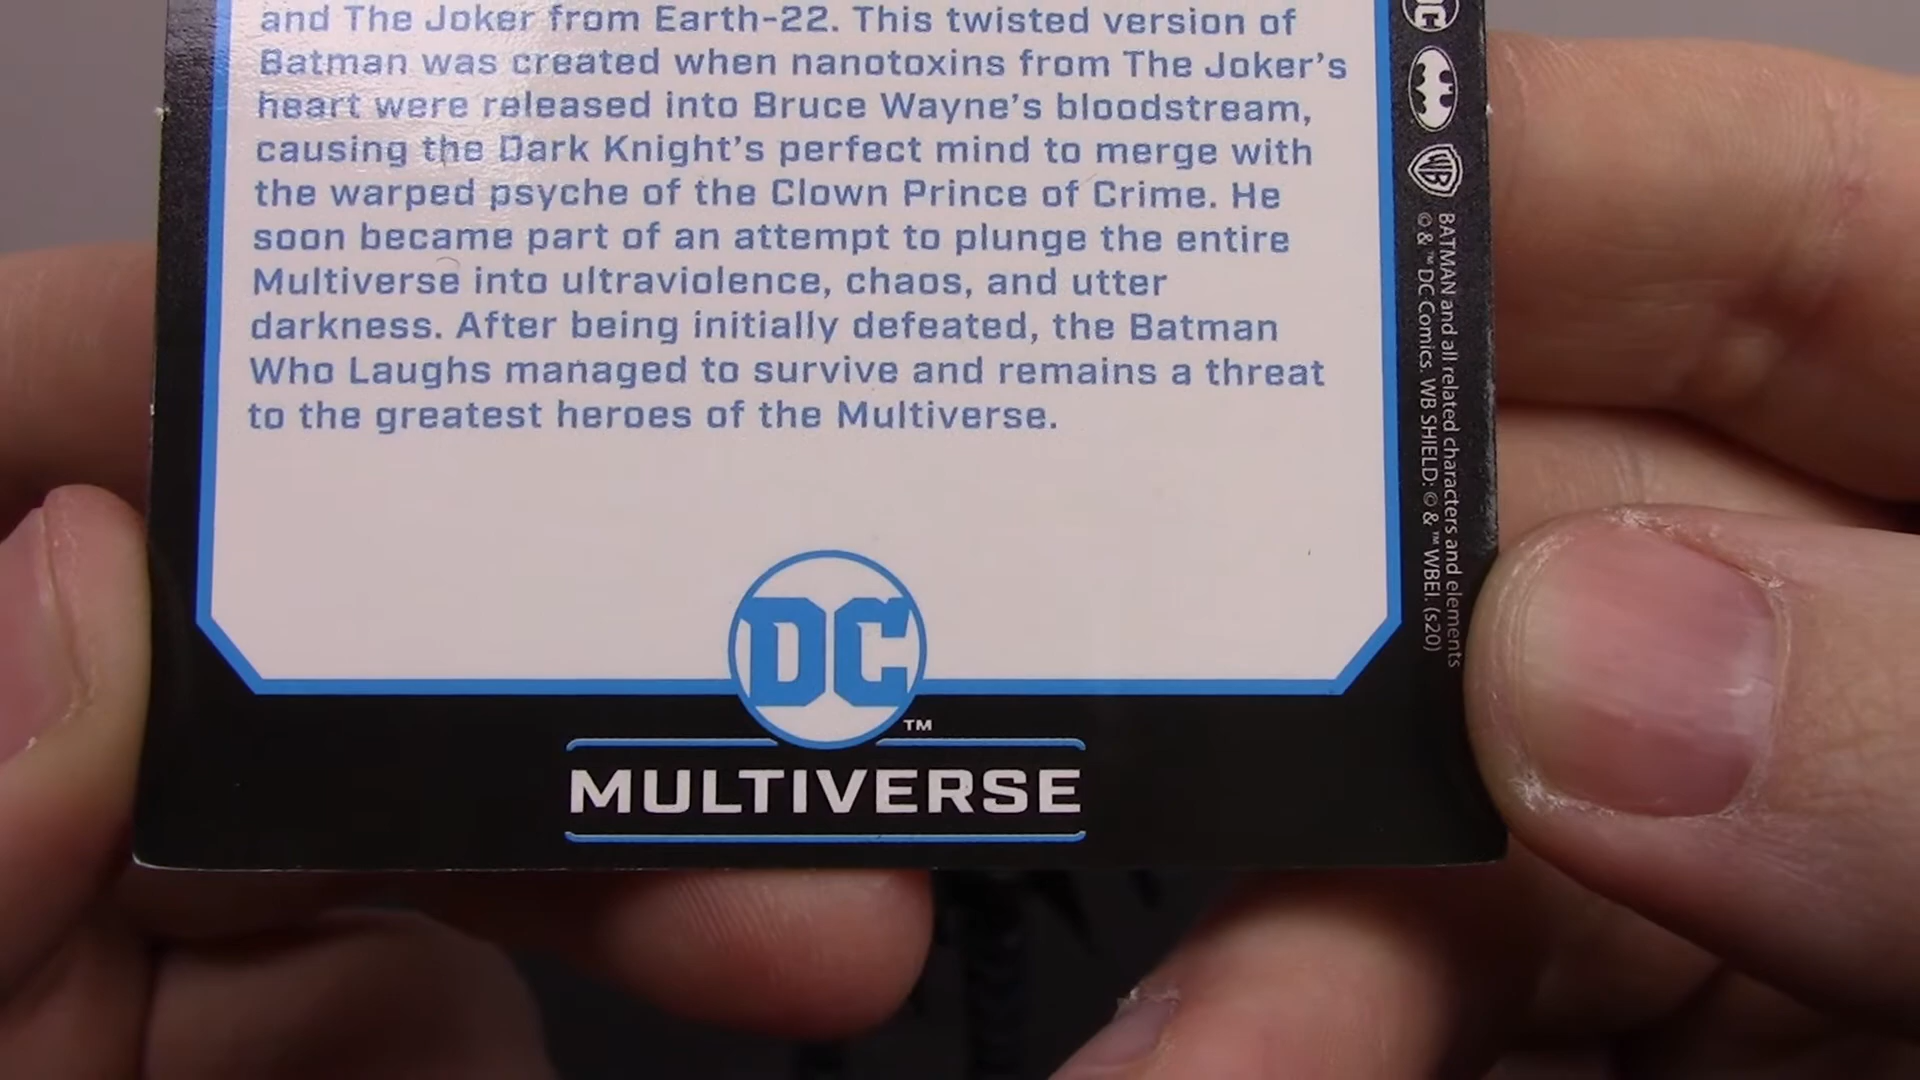 and The Joker from Earth-22. This twisted version of
Batman was created when nanotoxins from The Joker's
heart were released into Bruce Wayne's bloodstream,
causing the Dark Knight's perfect mind to merge with
the warped psyche of the Clown Prince of Crime. He
soon became part of an attempt to plunge the entire
Multiverse into ultraviolence, chaos, and utter
darkness. After being initially defeated, the Batman
Who Laughs managed to survive and remains a threat
to the greatest heroes of the Multiverse.
DC
™
MULTIVERSE
DC
WB
BATMAN and all related characters and elements
© & ™ DC Comics. WB SHIELD: © & ™ WBEI. (s20)